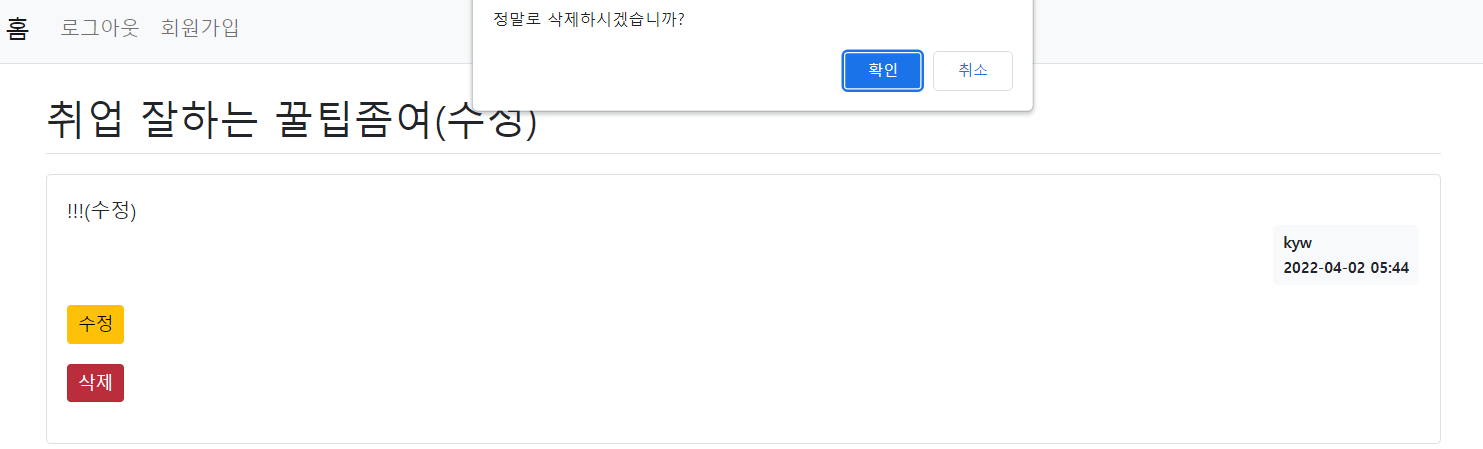 정말로 삭제하시겠습니까?
확인 취소
홈 로그아웃 회원가입
취업 잘하는 꿀팁좀여(수정)
!!!(수정)
kyw
2022-04-02 05:44
수정
삭제